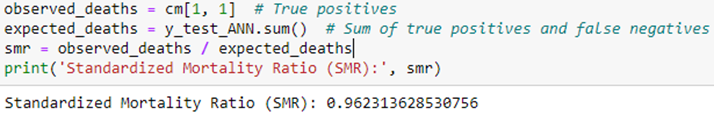 observed_deaths = cm[1, 1]  # True positives
expected_deaths = y_test_ANN.sum()  # Sum of true positives and false negatives
smr = observed_deaths / expected_deaths
print('Standardized Mortality Ratio (SMR):', smr)
Standardized Mortality Ratio (SMR): 0.962313628530756